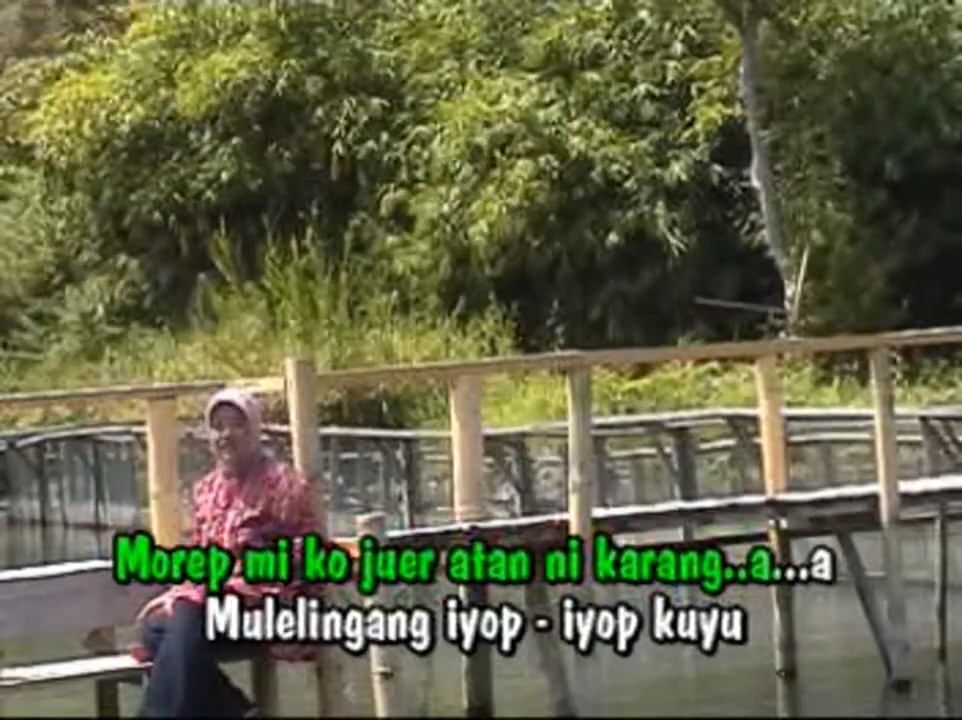 Morep mi ko juer atan ni karang..a...a
Mulelingang iyop - iyop kuyu